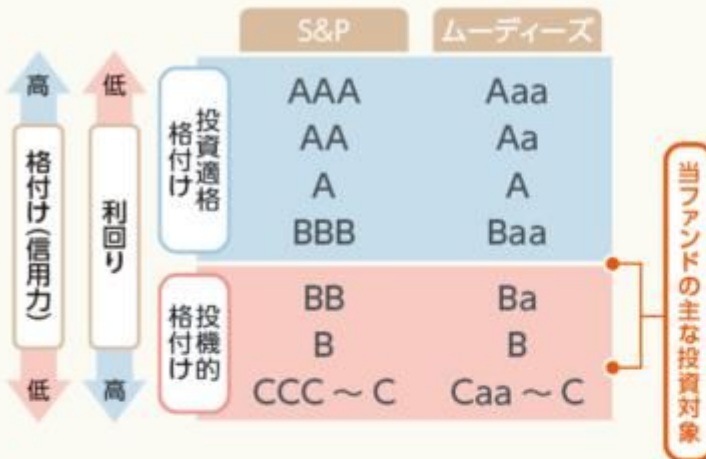 S&P ムーディーズ
高
格付け(信用力)
低
低
利回り
高
投資適格
格付け
AAA Aaa
AA Aa
A A
BBB Baa
投機的
格付け
BB Ba
B B
CCC ～ C Caa ～ C
当ファンドの主な投資対象